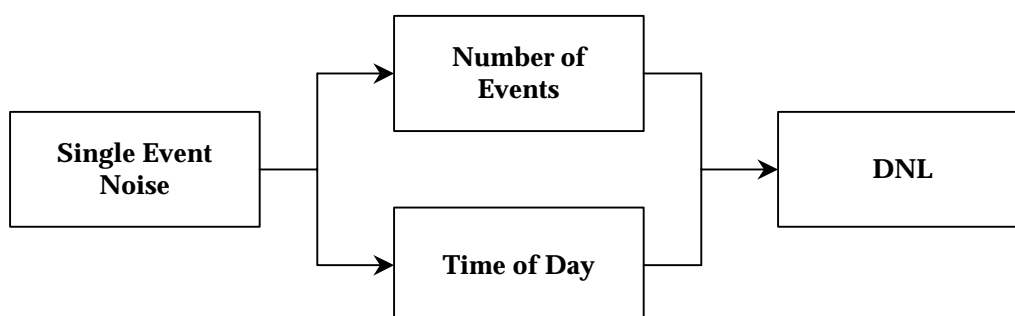 Single Event
Noise
Number of
Events
Time of Day
DNL